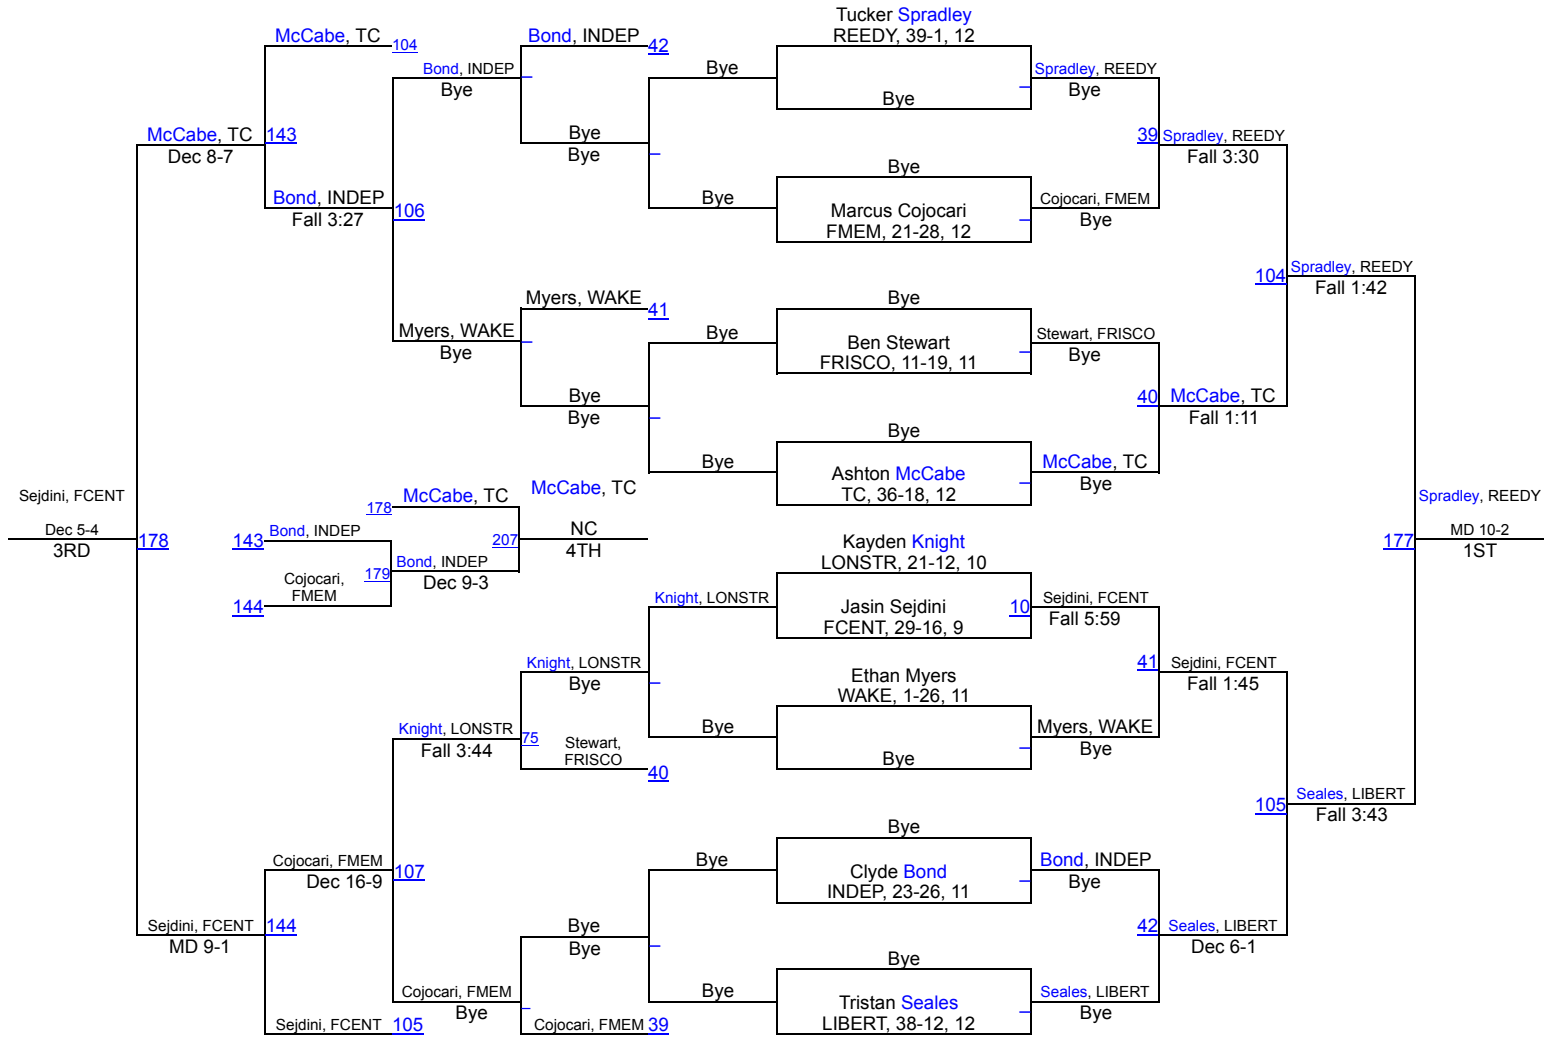 Tucker Spradley
REEDY, 39-1, 12
McCabe, TC 104
Bond, INDEP 42
Bond, INDEP
Bye
Bye
Spradley, REEDY
Bye
Bye
McCabe, TC 143
Dec 8-7
Bye
Bye
39 Spradley, REEDY
Fall 3:30
Bye
Bond, INDEP 106
Fall 3:27
Bye
Marcus Cojocari
FMEM, 21-28, 12
Cojocari, FMEM
Bye
104 Spradley, REEDY
Fall 1:42
Myers, WAKE 41
Bye
Myers, WAKE
Bye
Bye
Ben Stewart
FRISCO, 11-19, 11
Stewart, FRISCO
Bye
Bye
Bye
40 McCabe, TC
Fall 1:11
Bye
Bye
Ashton McCabe
TC, 36-18, 12
McCabe, TC
Bye
Sejdini, FCENT
Dec 5-4
3RD
178
178 McCabe, TC
McCabe, TC
143 Bond, INDEP
207 NC
4TH
Cojocari,
FMEM
144
179 Bond, INDEP
Dec 9-3
Spradley, REEDY
177 MD 10-2
1ST
Kayden Knight
LONSTR, 21-12, 10
Knight, LONSTR
Jasin Sejdini
FCENT, 29-16, 9
10 Sejdini, FCENT
Fall 5:59
Knight, LONSTR
Bye
41 Sejdini, FCENT
Fall 1:45
Ethan Myers
WAKE, 1-26, 11
Knight, LONSTR 75
Fall 3:44
Stewart,
FRISCO
40
Bye
Bye
Myers, WAKE
Bye
105 Seales, LIBERT
Fall 3:43
Bye
Cojocari, FMEM 107
Dec 16-9
Bye
Clyde Bond
INDEP, 23-26, 11
Bond, INDEP
Bye
Sejdini, FCENT 144
MD 9-1
Bye
Bye
42 Seales, LIBERT
Dec 6-1
Bye
Cojocari, FMEM
Bye
Bye
Tristan Seales
LIBERT, 38-12, 12
Seales, LIBERT
Bye
Sejdini, FCENT 105
Cojocari, FMEM 39